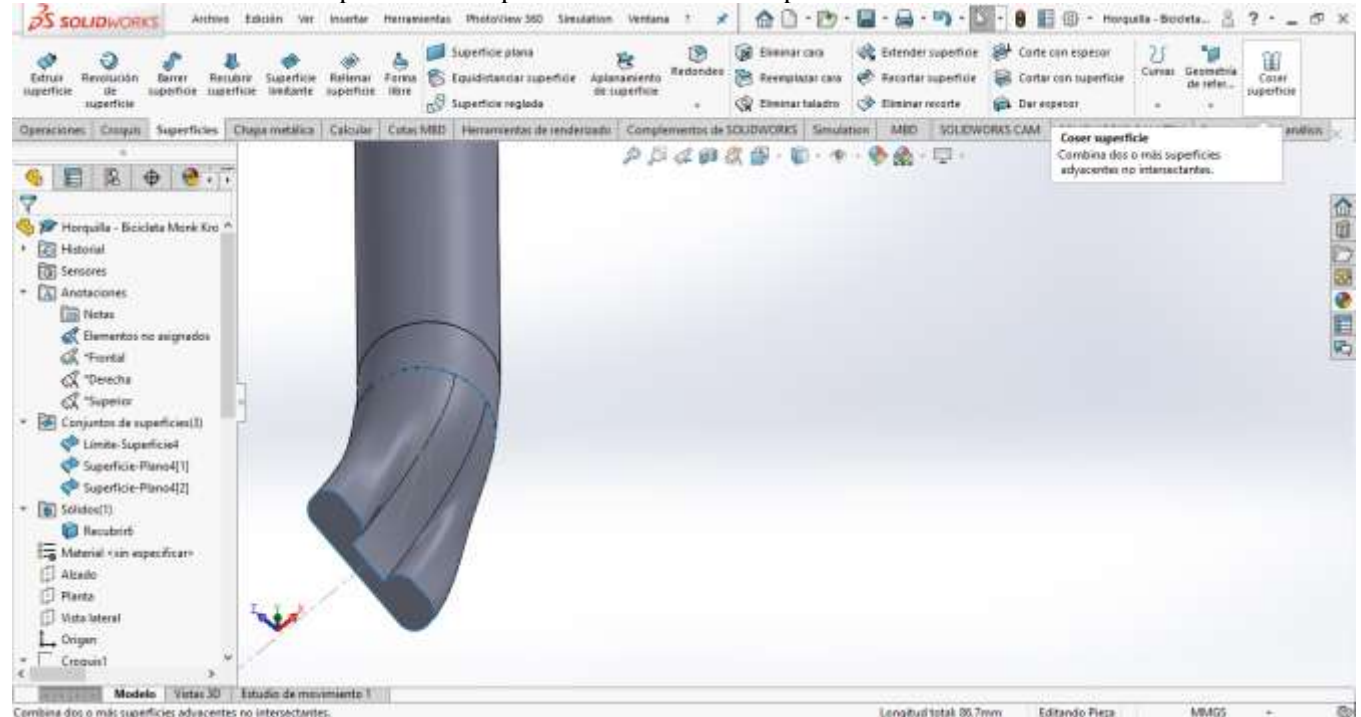 SOLIDWORKS Archivo Edición Ver Insertar Herramientas PhotoView 360 Simulation Ventana ? Horquilla - Bicicleta... ?
Extruir superficie
Revolución de superficie
Barrer superficie
Recubrir superficie
Superficie limitante
Rellenar superficie
Forma libre
Superficie plana
Equidistanciar superficie
Superficie reglada
Aplanamiento de superficie
Redondeo
Eliminar cara
Reemplazar cara
Eliminar taladro
Extender superficie
Recortar superficie
Eliminar recorte
Corte con espesor
Cortar con superficie
Dar espesor
Curvas
Geometría de refer...
Coser superficie
Operaciones Croquis Superficies Chapa metálica Calcular Cotas MBD Herramientas de renderizado Complementos de SOLIDWORKS Simulation MBD SOLIDWORKS CAM análisis
Coser superficie
Combina dos o más superficies
adyacentes no intersectantes.
Horquilla - Bicicleta Monk Kro
Historial
Sensores
Anotaciones
Notas
Elementos no asignados
*Frontal
*Derecha
*Superior
Conjuntos de superficies(3)
Límite-Superficie4
Superficie-Plano4[1]
Superficie-Plano4[2]
Sólidos(1)
Recubrir6
Material <sin especificar>
Alzado
Planta
Vista lateral
Origen
Croquis1
Modelo Vistas 3D Estudio de movimiento 1
Combina dos o más superficies adyacentes no intersectantes. Longitud total: 86.7mm Editando Pieza MMGS